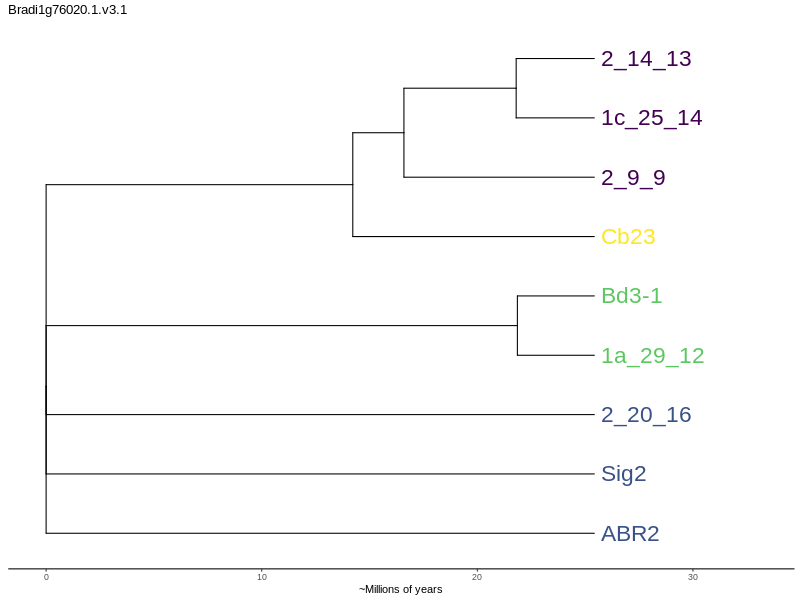 Bradi1g76020.1.v3.1
2_14_13
1c_25_14
2_9_9
Cb23
Bd3-1
1a_29_12
2_20_16
Sig2
ABR2
0 10 20 30
~Millions of years